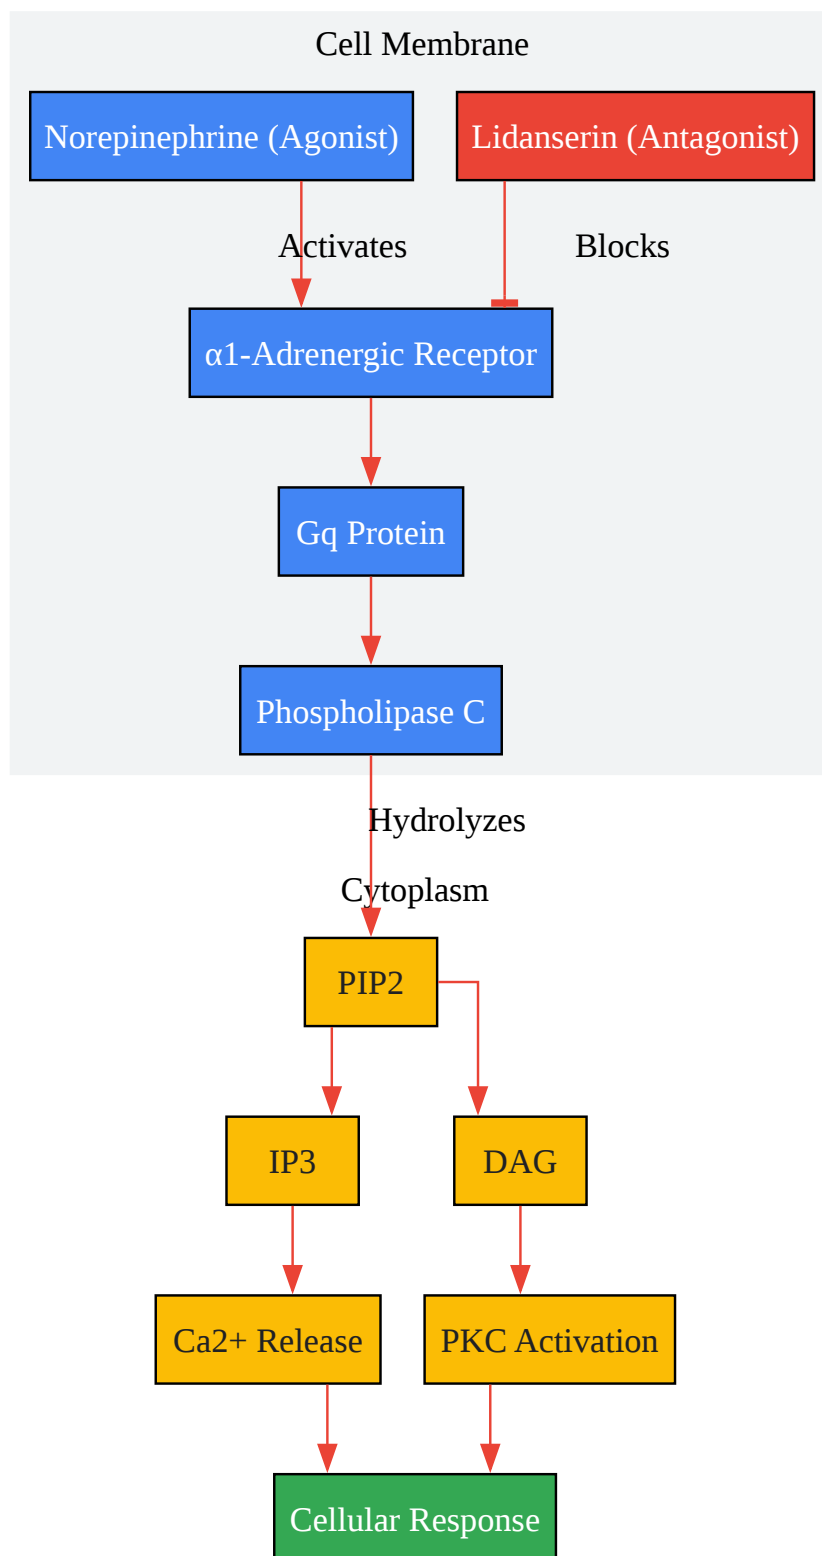 Cell Membrane
Norepinephrine (Agonist)
Lidanserin (Antagonist)
Activates
Blocks
α1-Adrenergic Receptor
Gq Protein
Phospholipase C
Hydrolyzes
Cytoplasm
PIP2
IP3
DAG
Ca2+ Release
PKC Activation
Cellular Response